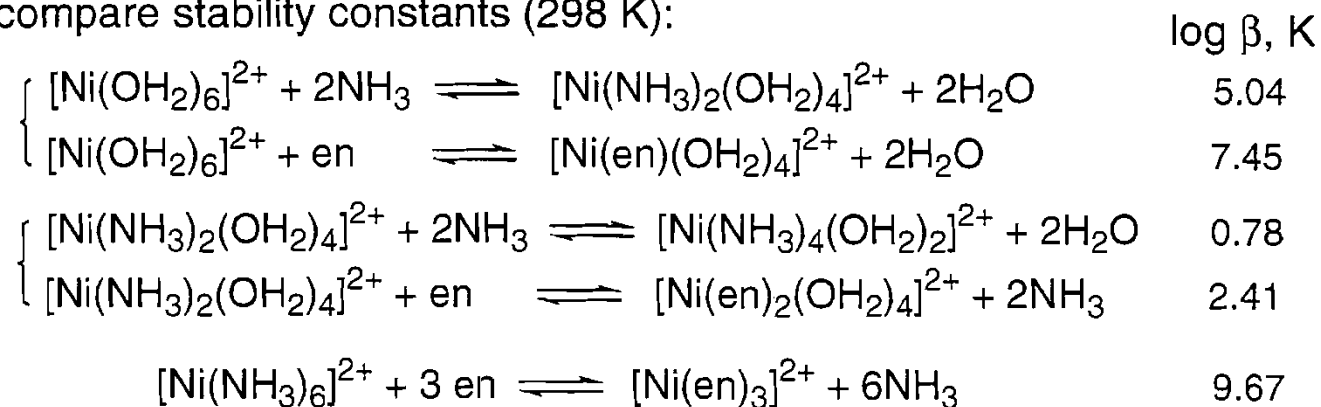 compare stability constants (298 K):
log β, K
[Ni(OH₂)₆]²⁺ + 2NH₃ ⇌ [Ni(NH₃)₂(OH₂)₄]²⁺ + 2H₂O 5.04
[Ni(OH₂)₆]²⁺ + en ⇌ [Ni(en)(OH₂)₄]²⁺ + 2H₂O 7.45
[Ni(NH₃)₂(OH₂)₄]²⁺ + 2NH₃ ⇌ [Ni(NH₃)₄(OH₂)₂]²⁺ + 2H₂O 0.78
[Ni(NH₃)₂(OH₂)₄]²⁺ + en ⇌ [Ni(en)₂(OH₂)₄]²⁺ + 2NH₃ 2.41
[Ni(NH₃)₆]²⁺ + 3 en ⇌ [Ni(en)₃]²⁺ + 6NH₃ 9.67